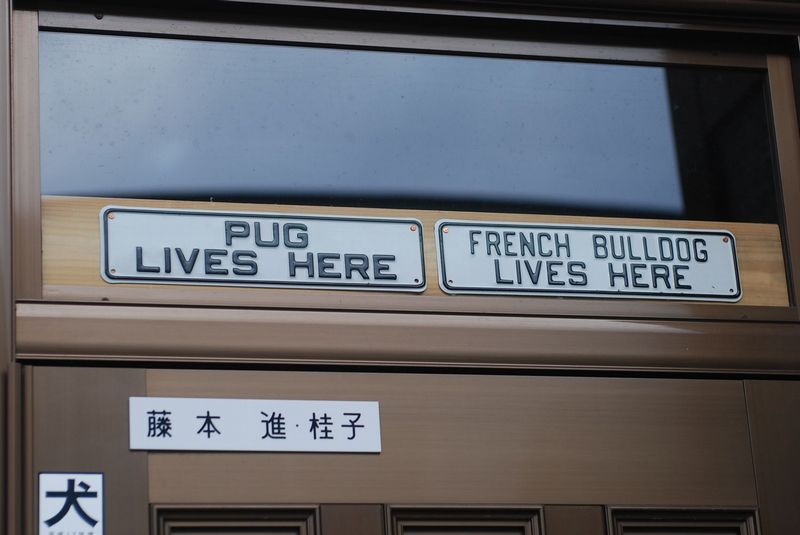 PUG
LIVES HERE
FRENCH BULLDOG
LIVES HERE
藤本 進·桂子
犬